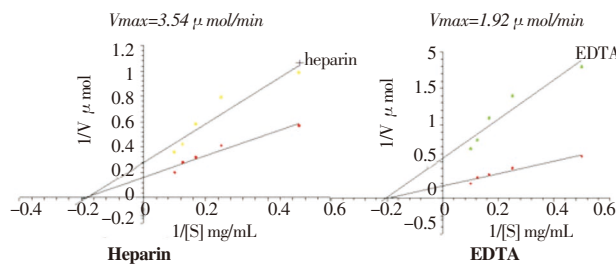 Vmax=3.54 μ mol/min
1.2
1
0.8
0.6
0.4
0.2
0
−0.2
1/V μ mol
heparin
−0.4
−0.2
0
0.2
0.4
0.6
1/[S] mg/mL
Heparin
Vmax=1.92 μ mol/min
5
1.5
1
0.5
0
−0.5
1/V μ mol
EDTA
−0.4
−0.2
0
0.2
0.4
0.6
1/[S] mg/mL
EDTA